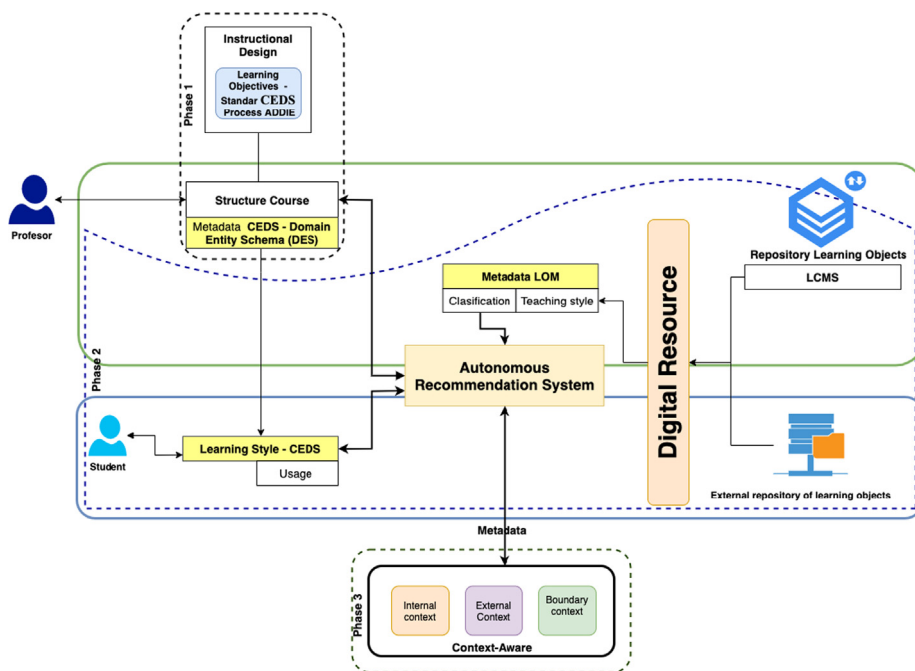 Instructional
Design
Learning
Objectives -
Standar CEDS
Process ADDIE
Phase 1
Structure Course
Metadata CEDS - Domain
Entity Schema (DES)
Profesor
Repository Learning Objects
LCMS
Metadata LOM
Clasification
Teaching style
Digital Resource
Autonomous
Recommendation System
Phase 2
Student
Learning Style - CEDS
Usage
External repository of learning objects
Metadata
Phase 3
Internal
context
External
Context
Boundary
context
Context-Aware